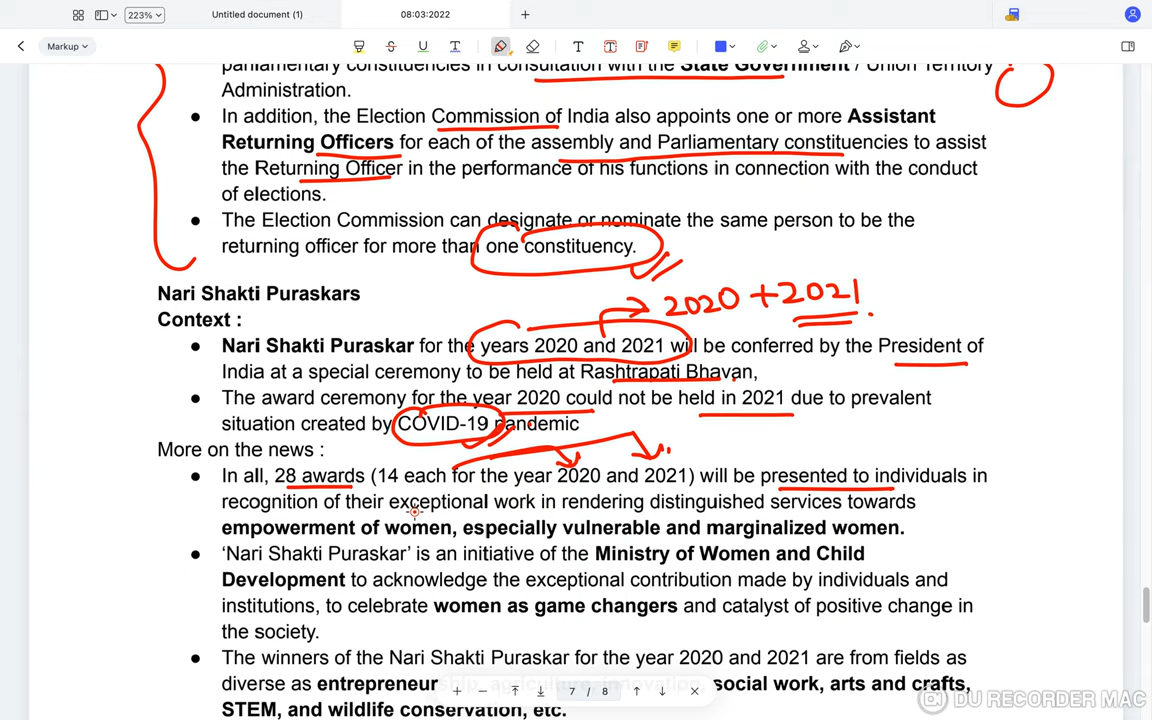 223%
Untitled document (1)
08:03:2022
Markup
parliamentary constituencies in consultation with the State Government / Union Territory
Administration.
In addition, the Election Commission of India also appoints one or more Assistant
Returning Officers for each of the assembly and Parliamentary constituencies to assist
the Returning Officer in the performance of his functions in connection with the conduct
of elections.
The Election Commission can designate or nominate the same person to be the
returning officer for more than one constituency.
2020 + 2021.
Nari Shakti Puraskars
Context :
Nari Shakti Puraskar for the years 2020 and 2021 will be conferred by the President of
India at a special ceremony to be held at Rashtrapati Bhavan,
The award ceremony for the year 2020 could not be held in 2021 due to prevalent
situation created by COVID-19 pandemic
More on the news :
In all, 28 awards (14 each for the year 2020 and 2021) will be presented to individuals in
recognition of their exceptional work in rendering distinguished services towards
empowerment of women, especially vulnerable and marginalized women.
‘Nari Shakti Puraskar’ is an initiative of the Ministry of Women and Child
Development to acknowledge the exceptional contribution made by individuals and
institutions, to celebrate women as game changers and catalyst of positive change in
the society.
The winners of the Nari Shakti Puraskar for the year 2020 and 2021 are from fields as
diverse as entrepreneurship, agriculture, innovation, social work, arts and crafts,
STEM, and wildlife conservation, etc.
7 / 8
DU RECORDER MAC